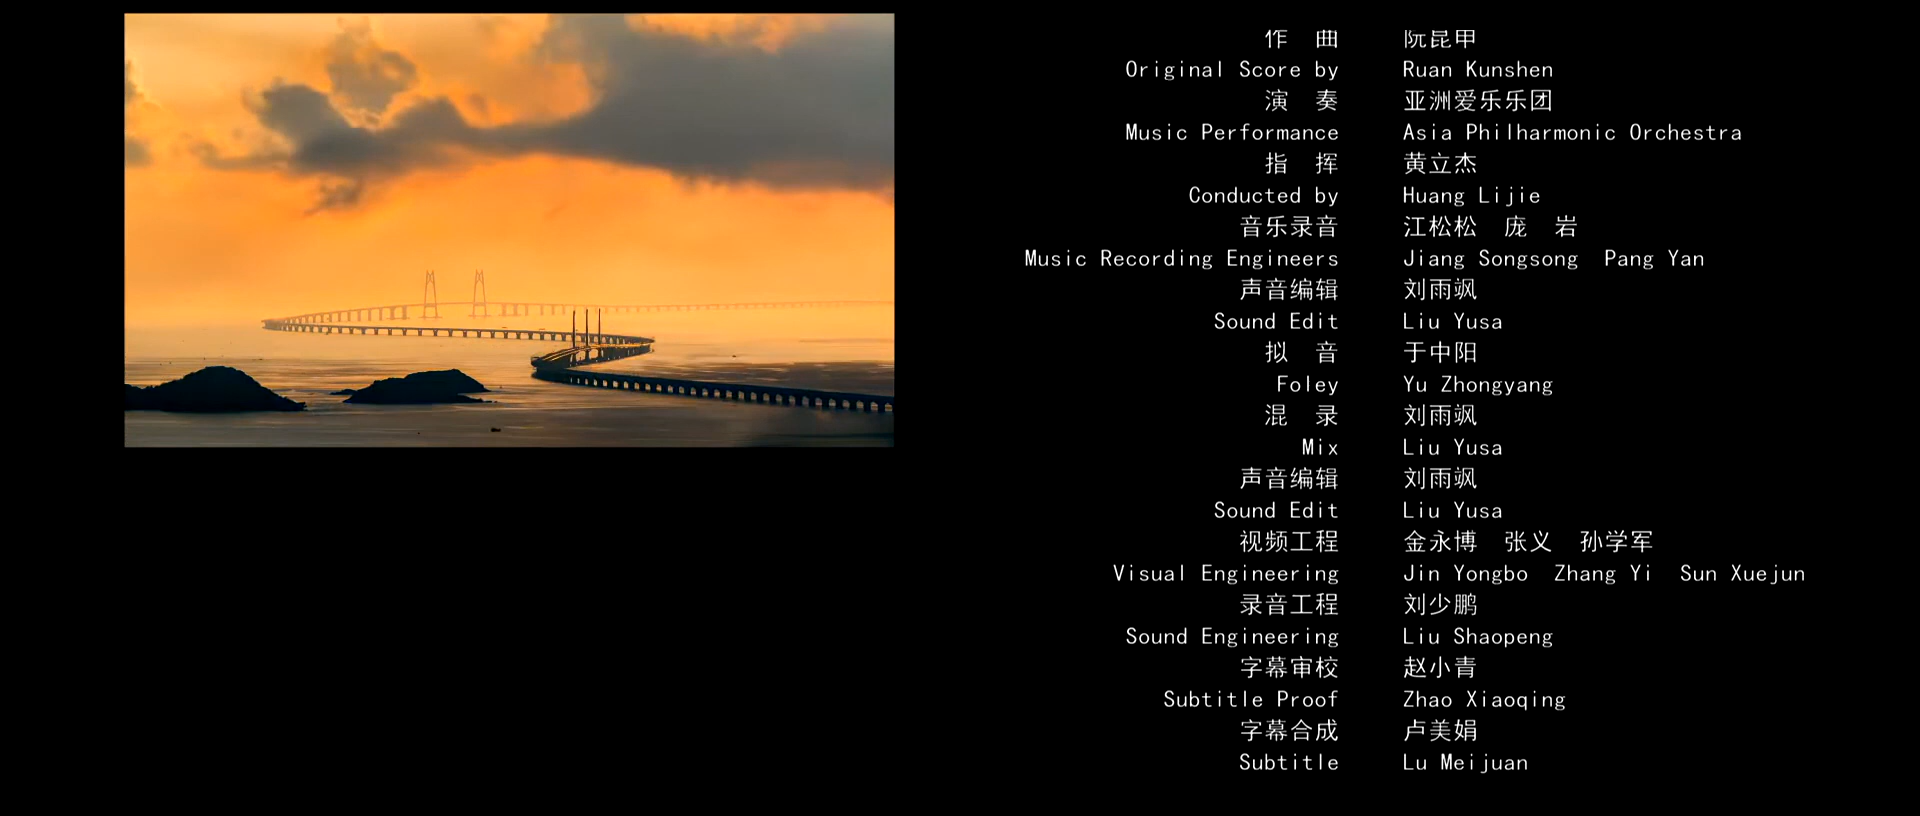 作　曲　阮昆甲
Original Score by　Ruan Kunshen
演　奏　亚洲爱乐乐团
Music Performance　Asia Philharmonic Orchestra
指　挥　黄立杰
Conducted by　Huang Lijie
音乐录音　江松松　庞　岩
Music Recording Engineers　Jiang Songsong　Pang Yan
声音编辑　刘雨飒
Sound Edit　Liu Yusa
拟　音　于中阳
Foley　Yu Zhongyang
混　录　刘雨飒
Mix　Liu Yusa
声音编辑　刘雨飒
Sound Edit　Liu Yusa
视频工程　金永博　张义　孙学军
Visual Engineering　Jin Yongbo　Zhang Yi　Sun Xuejun
录音工程　刘少鹏
Sound Engineering　Liu Shaopeng
字幕审校　赵小青
Subtitle Proof　Zhao Xiaoqing
字幕合成　卢美娟
Subtitle　Lu Meijuan